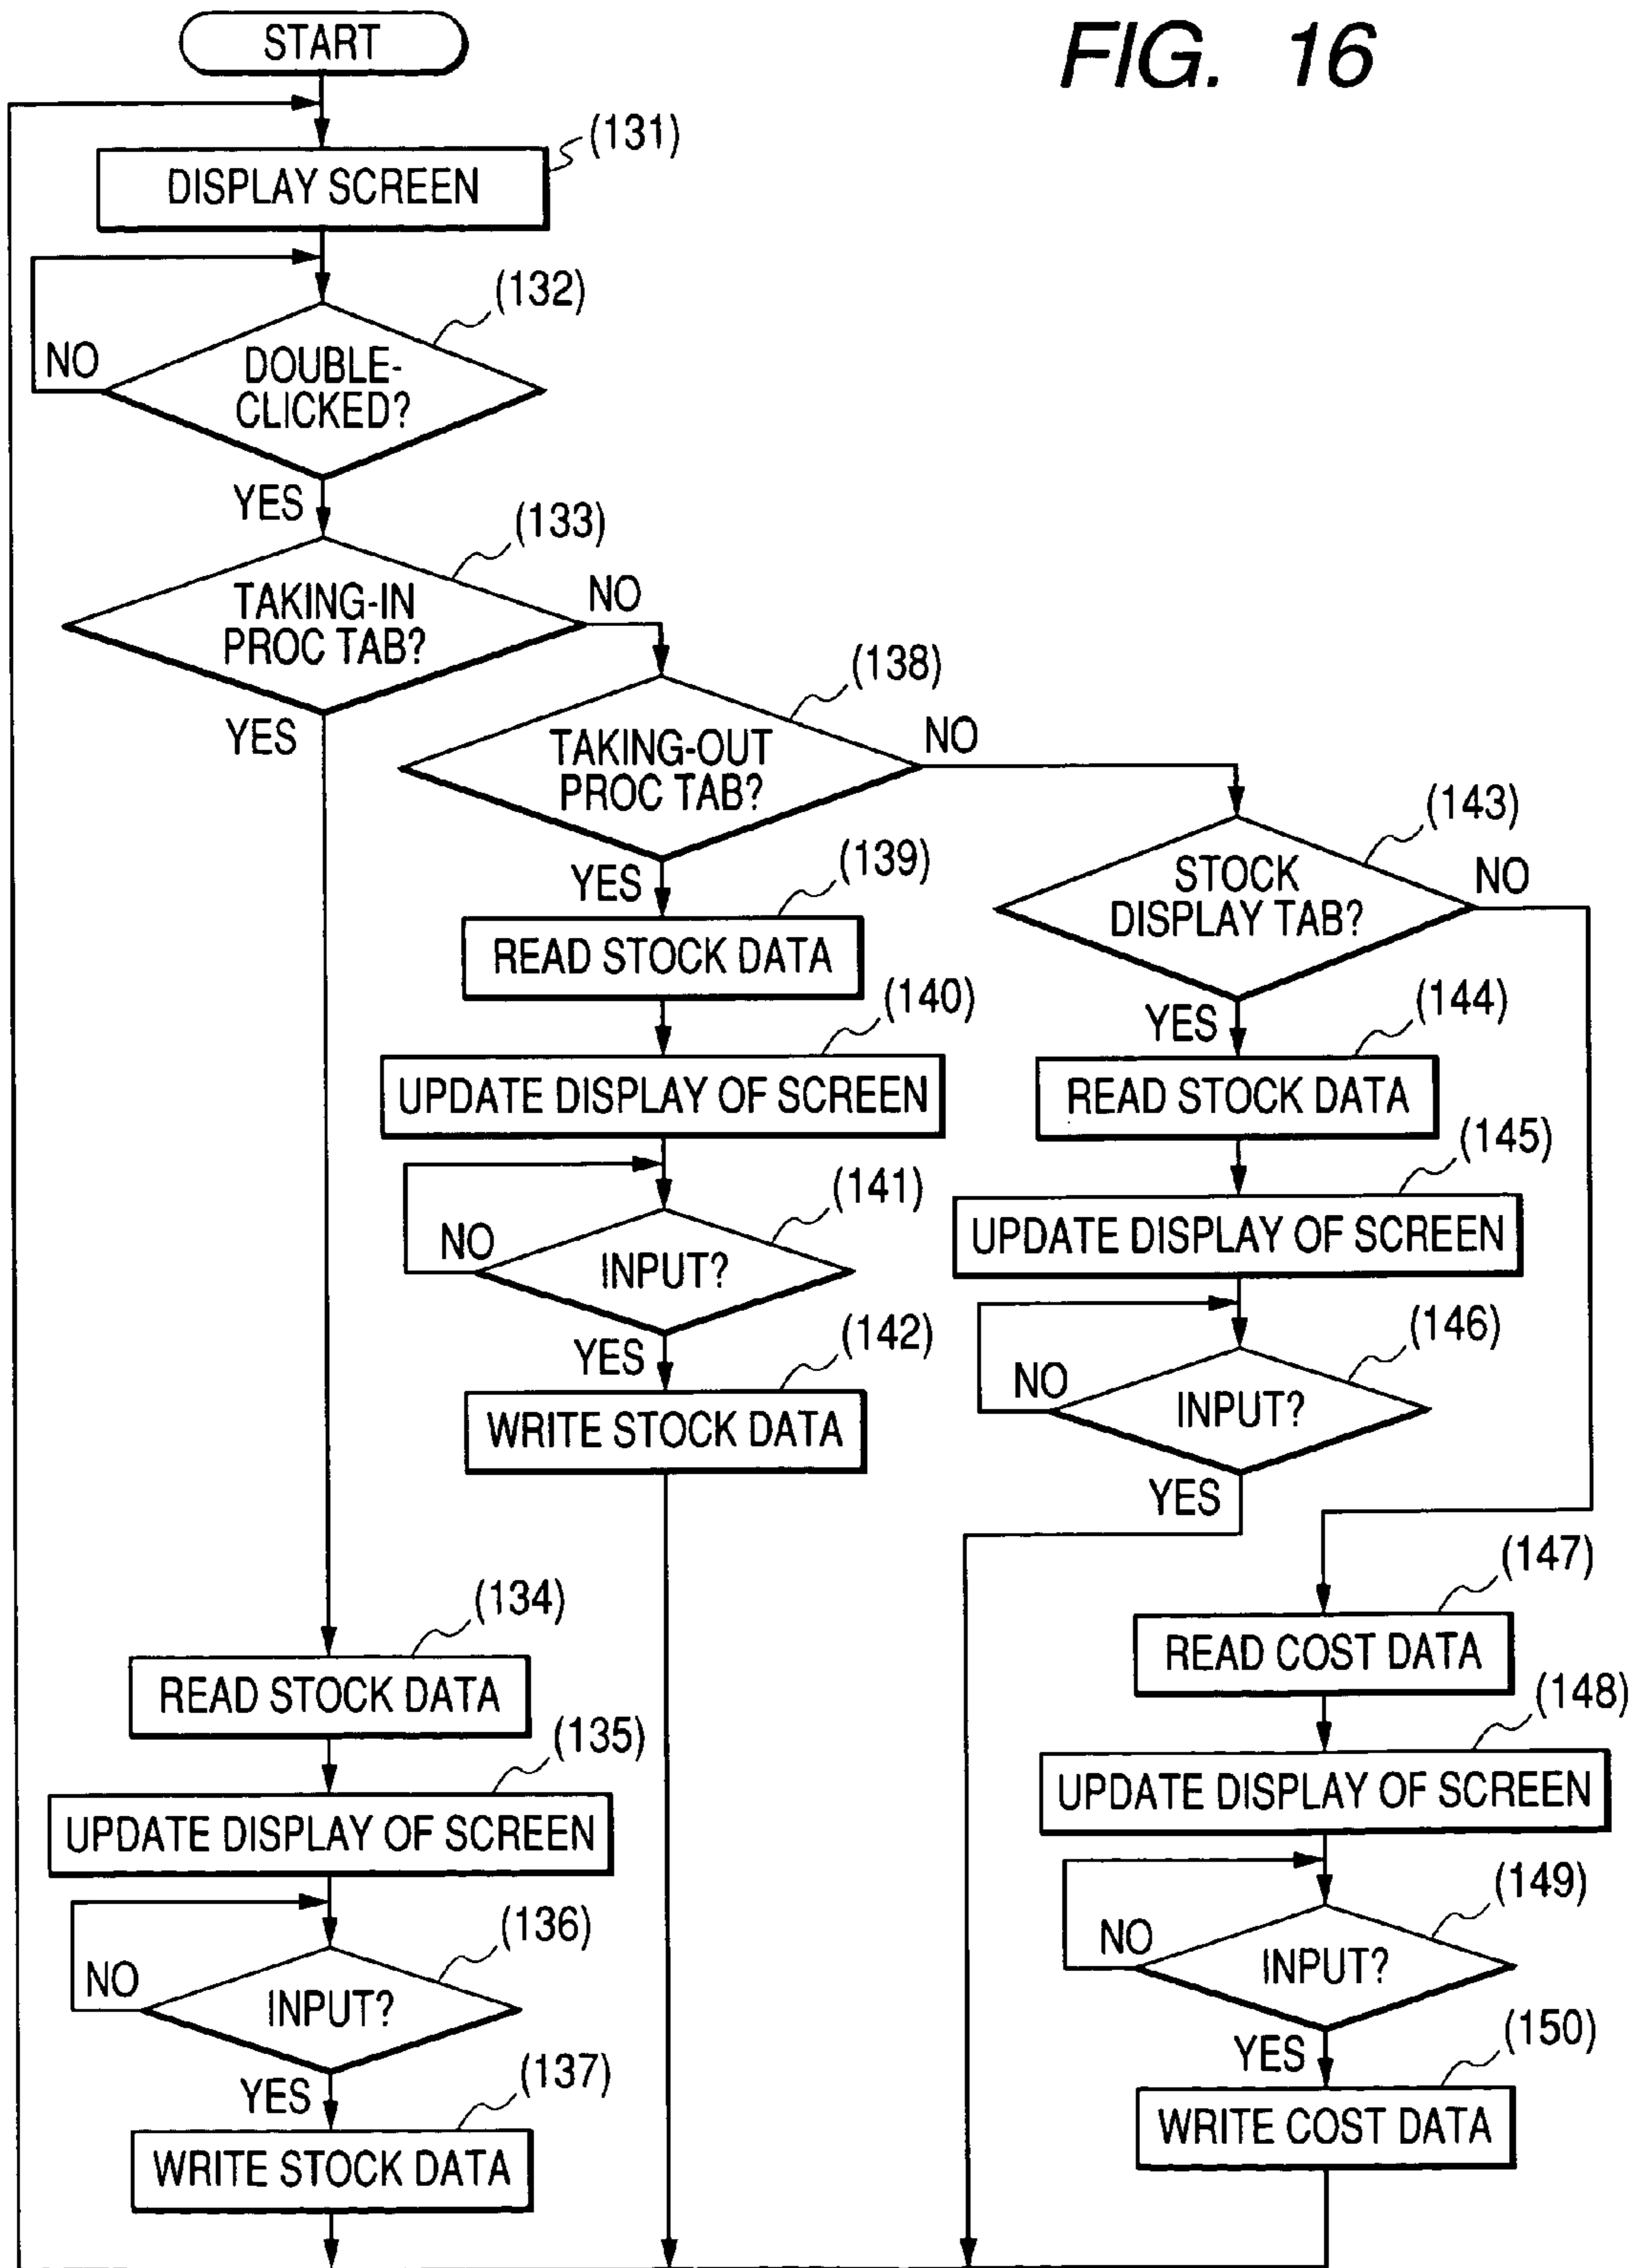 FIG. 16
START
(131)
DISPLAY SCREEN
(132)
NO
DOUBLE-
CLICKED?
YES
(133)
TAKING-IN
PROC TAB?
NO
YES
(138)
TAKING-OUT
PROC TAB?
NO
YES
(139)
READ STOCK DATA
(140)
UPDATE DISPLAY OF SCREEN
(141)
NO
INPUT?
YES
(142)
WRITE STOCK DATA
(143)
STOCK
DISPLAY TAB?
NO
YES
(144)
READ STOCK DATA
(145)
UPDATE DISPLAY OF SCREEN
(146)
NO
INPUT?
YES
(134)
READ STOCK DATA
(135)
UPDATE DISPLAY OF SCREEN
(136)
NO
INPUT?
YES
(137)
WRITE STOCK DATA
(147)
READ COST DATA
(148)
UPDATE DISPLAY OF SCREEN
(149)
NO
INPUT?
YES
(150)
WRITE COST DATA